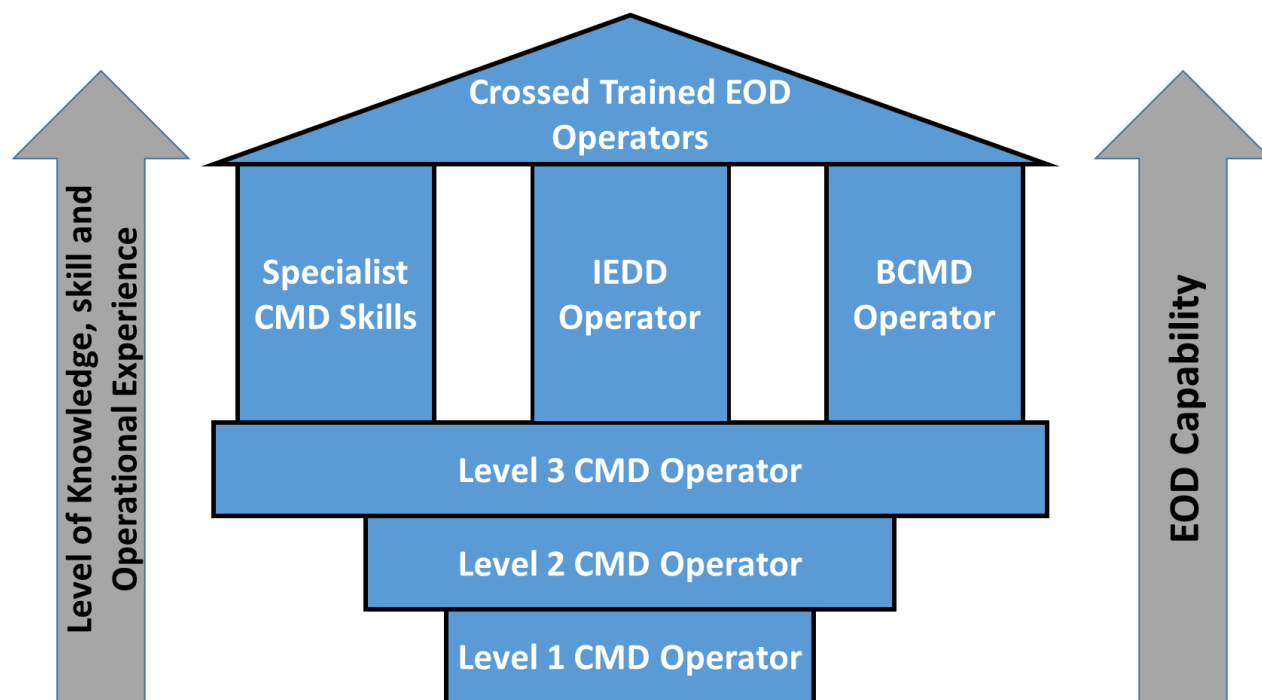 Crossed Trained EOD
Operators
Level of Knowledge, skill and
Operational Experience
Specialist
CMD Skills
IEDD
Operator
BCMD
Operator
EOD Capability
Level 3 CMD Operator
Level 2 CMD Operator
Level 1 CMD Operator